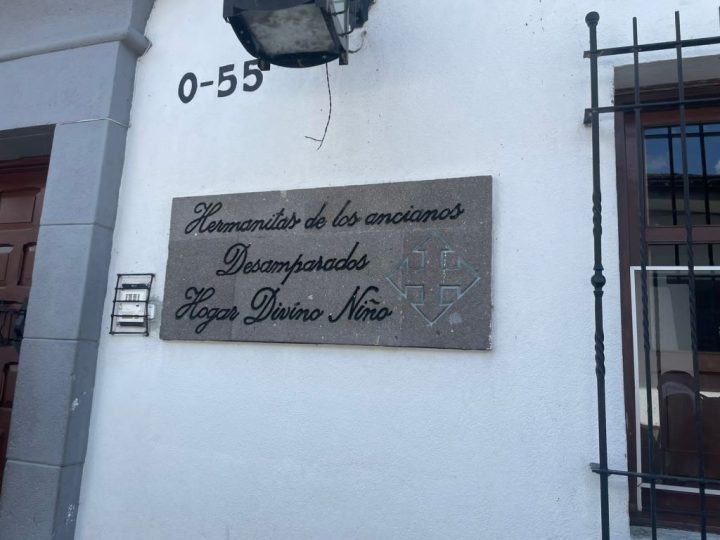 0-55
Hermanitas de los ancianos
Desamparados
Hogar Divino Niño